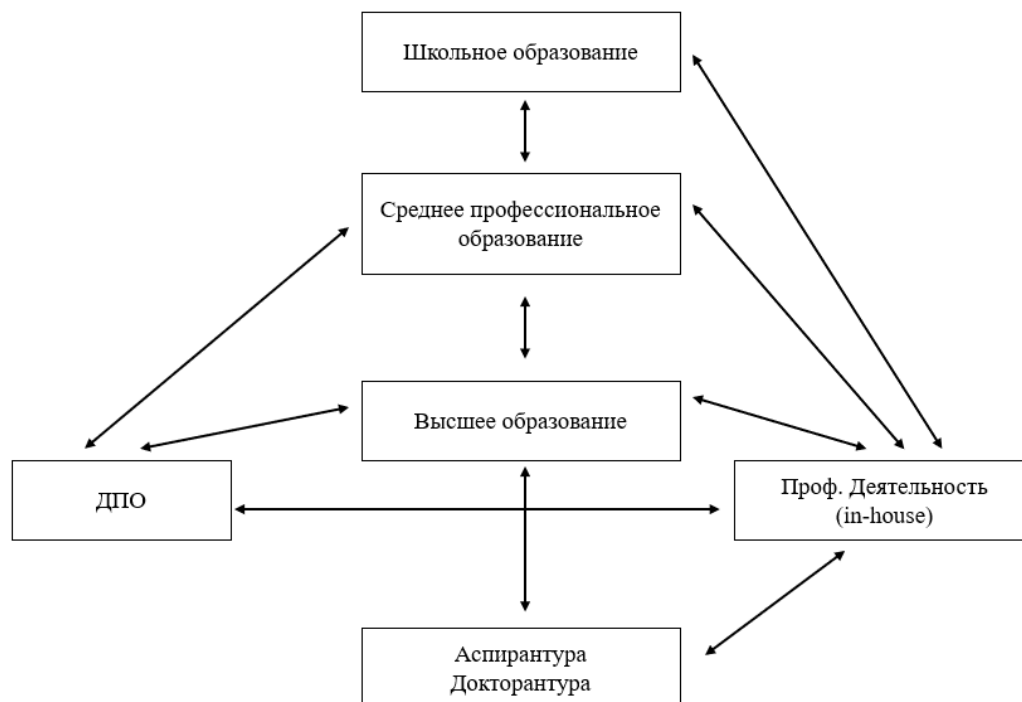 Школьное образование
Среднее профессиональное
образование
Высшее образование
ДПО
Проф. Деятельность
(in-house)
Аспирантура
Докторантура